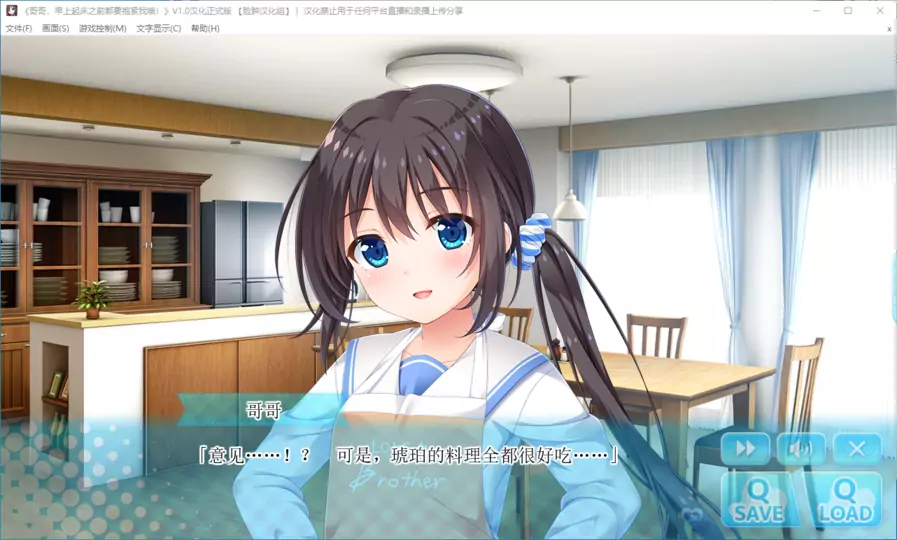 《哥哥，早上起床之前都要抱紧我哦！》V1.0汉化正式版 【脸肿汉化组】| 汉化禁止用于任何平台直播和录播上传分享
文件(F) 画面(S) 游戏控制(M) 文字显示(C) 帮助(H) x
哥哥
「意见……！？ 可是，琥珀的料理全都很好吃……」
Love
Brother
Q SAVE
Q LOAD